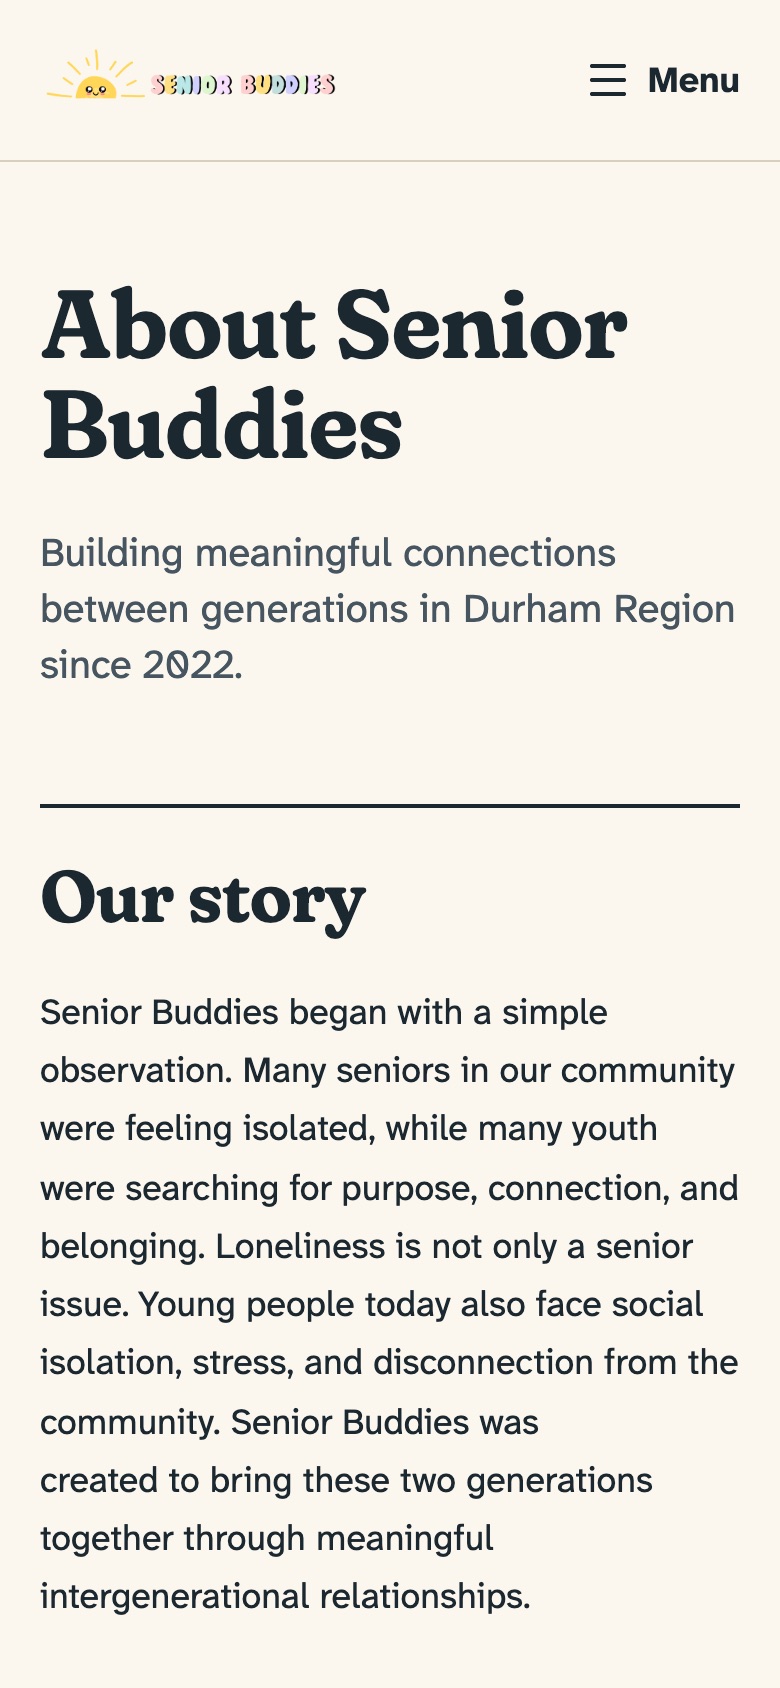 SENIOR BUDDIES
Menu
About Senior
Buddies
Building meaningful connections
between generations in Durham Region
since 2022.
Our story
Senior Buddies began with a simple
observation. Many seniors in our community
were feeling isolated, while many youth
were searching for purpose, connection, and
belonging. Loneliness is not only a senior
issue. Young people today also face social
isolation, stress, and disconnection from the
community. Senior Buddies was
created to bring these two generations
together through meaningful
intergenerational relationships.